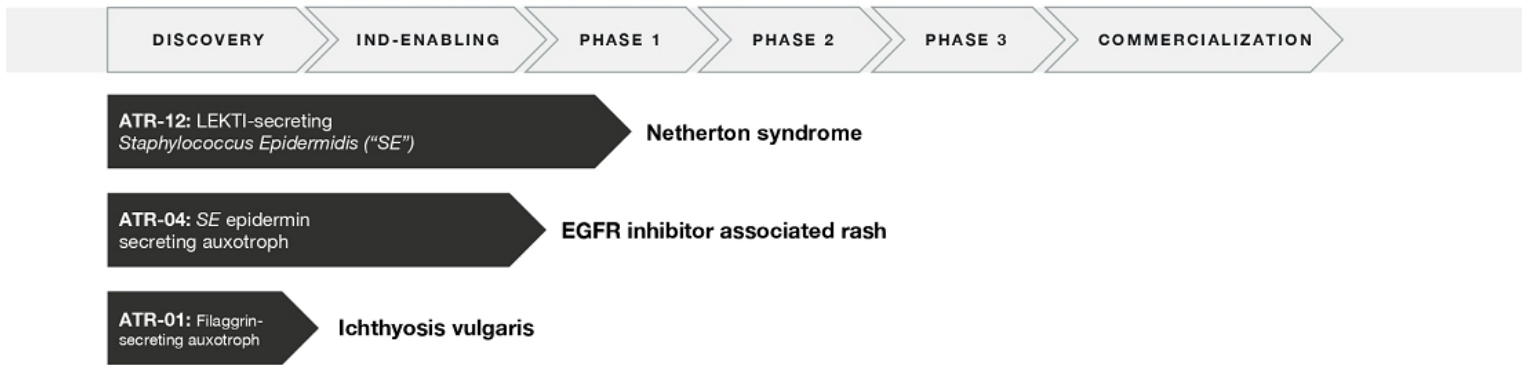 DISCOVERY IND-ENABLING PHASE 1 PHASE 2 PHASE 3 COMMERCIALIZATION
ATR-12: LEKTI-secreting
Staphylococcus Epidermidis (“SE”)
Netherton syndrome
ATR-04: SE epidermin
secreting auxotroph
EGFR inhibitor associated rash
ATR-01: Filaggrin-
secreting auxotroph
Ichthyosis vulgaris